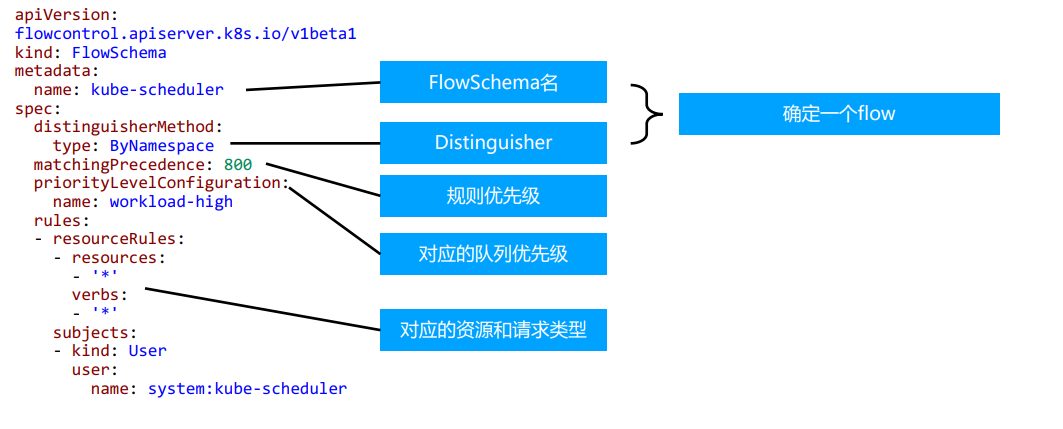 apiVersion:
flowcontrol.apiserver.k8s.io/v1beta1
kind: FlowSchema
metadata:
  name: kube-scheduler
spec:
  distinguisherMethod:
    type: ByNamespace
  matchingPrecedence: 800
  priorityLevelConfiguration:
    name: workload-high
  rules:
  - resourceRules:
    - resources:
      - '*'
      verbs:
      - '*'
    subjects:
    - kind: User
      user:
        name: system:kube-scheduler
FlowSchema名
Distinguisher
规则优先级
对应的队列优先级
对应的资源和请求类型
确定一个flow